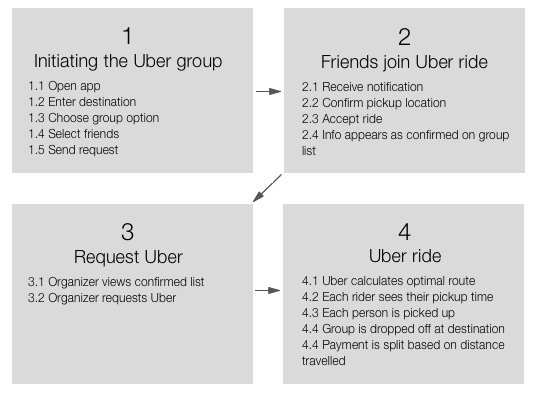 1
Initiating the Uber group
1.1 Open app
1.2 Enter destination
1.3 Choose group option
1.4 Select friends
1.5 Send request
2
Friends join Uber ride
2.1 Receive notification
2.2 Confirm pickup location
2.3 Accept ride
2.4 Info appears as confirmed on group
list
3
Request Uber
3.1 Organizer views confirmed list
3.2 Organizer requests Uber
4
Uber ride
4.1 Uber calculates optimal route
4.2 Each rider sees their pickup time
4.3 Each person is picked up
4.4 Group is dropped off at destination
4.4 Payment is split based on distance
travelled